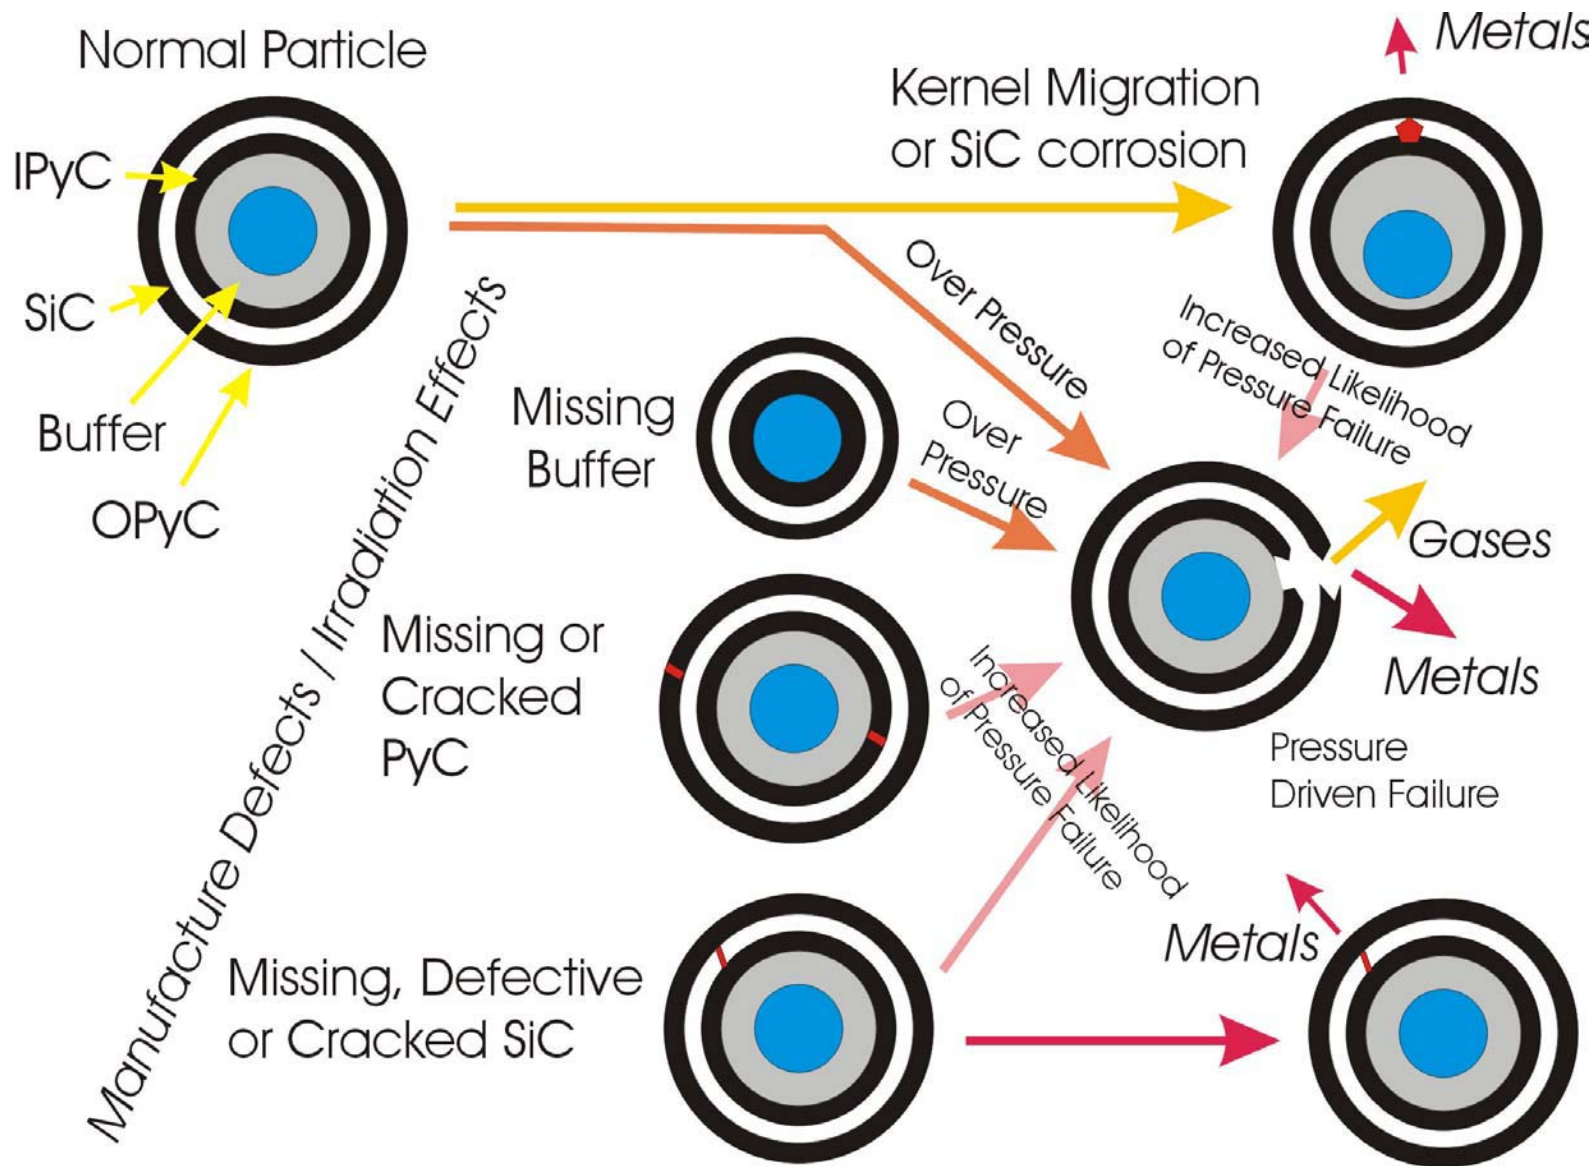 Normal Particle
IPyC
SiC
Buffer
OPyC
Manufacture Defects / Irradiation Effects
Kernel Migration
or SiC corrosion
Metals
Over Pressure
Increased Likelihood
of Pressure Failure
Missing
Buffer
Over
Pressure
Gases
Metals
Missing or
Cracked
PyC
Increased Likelihood
of Pressure Failure
Pressure
Driven Failure
Missing, Defective
or Cracked SiC
Metals